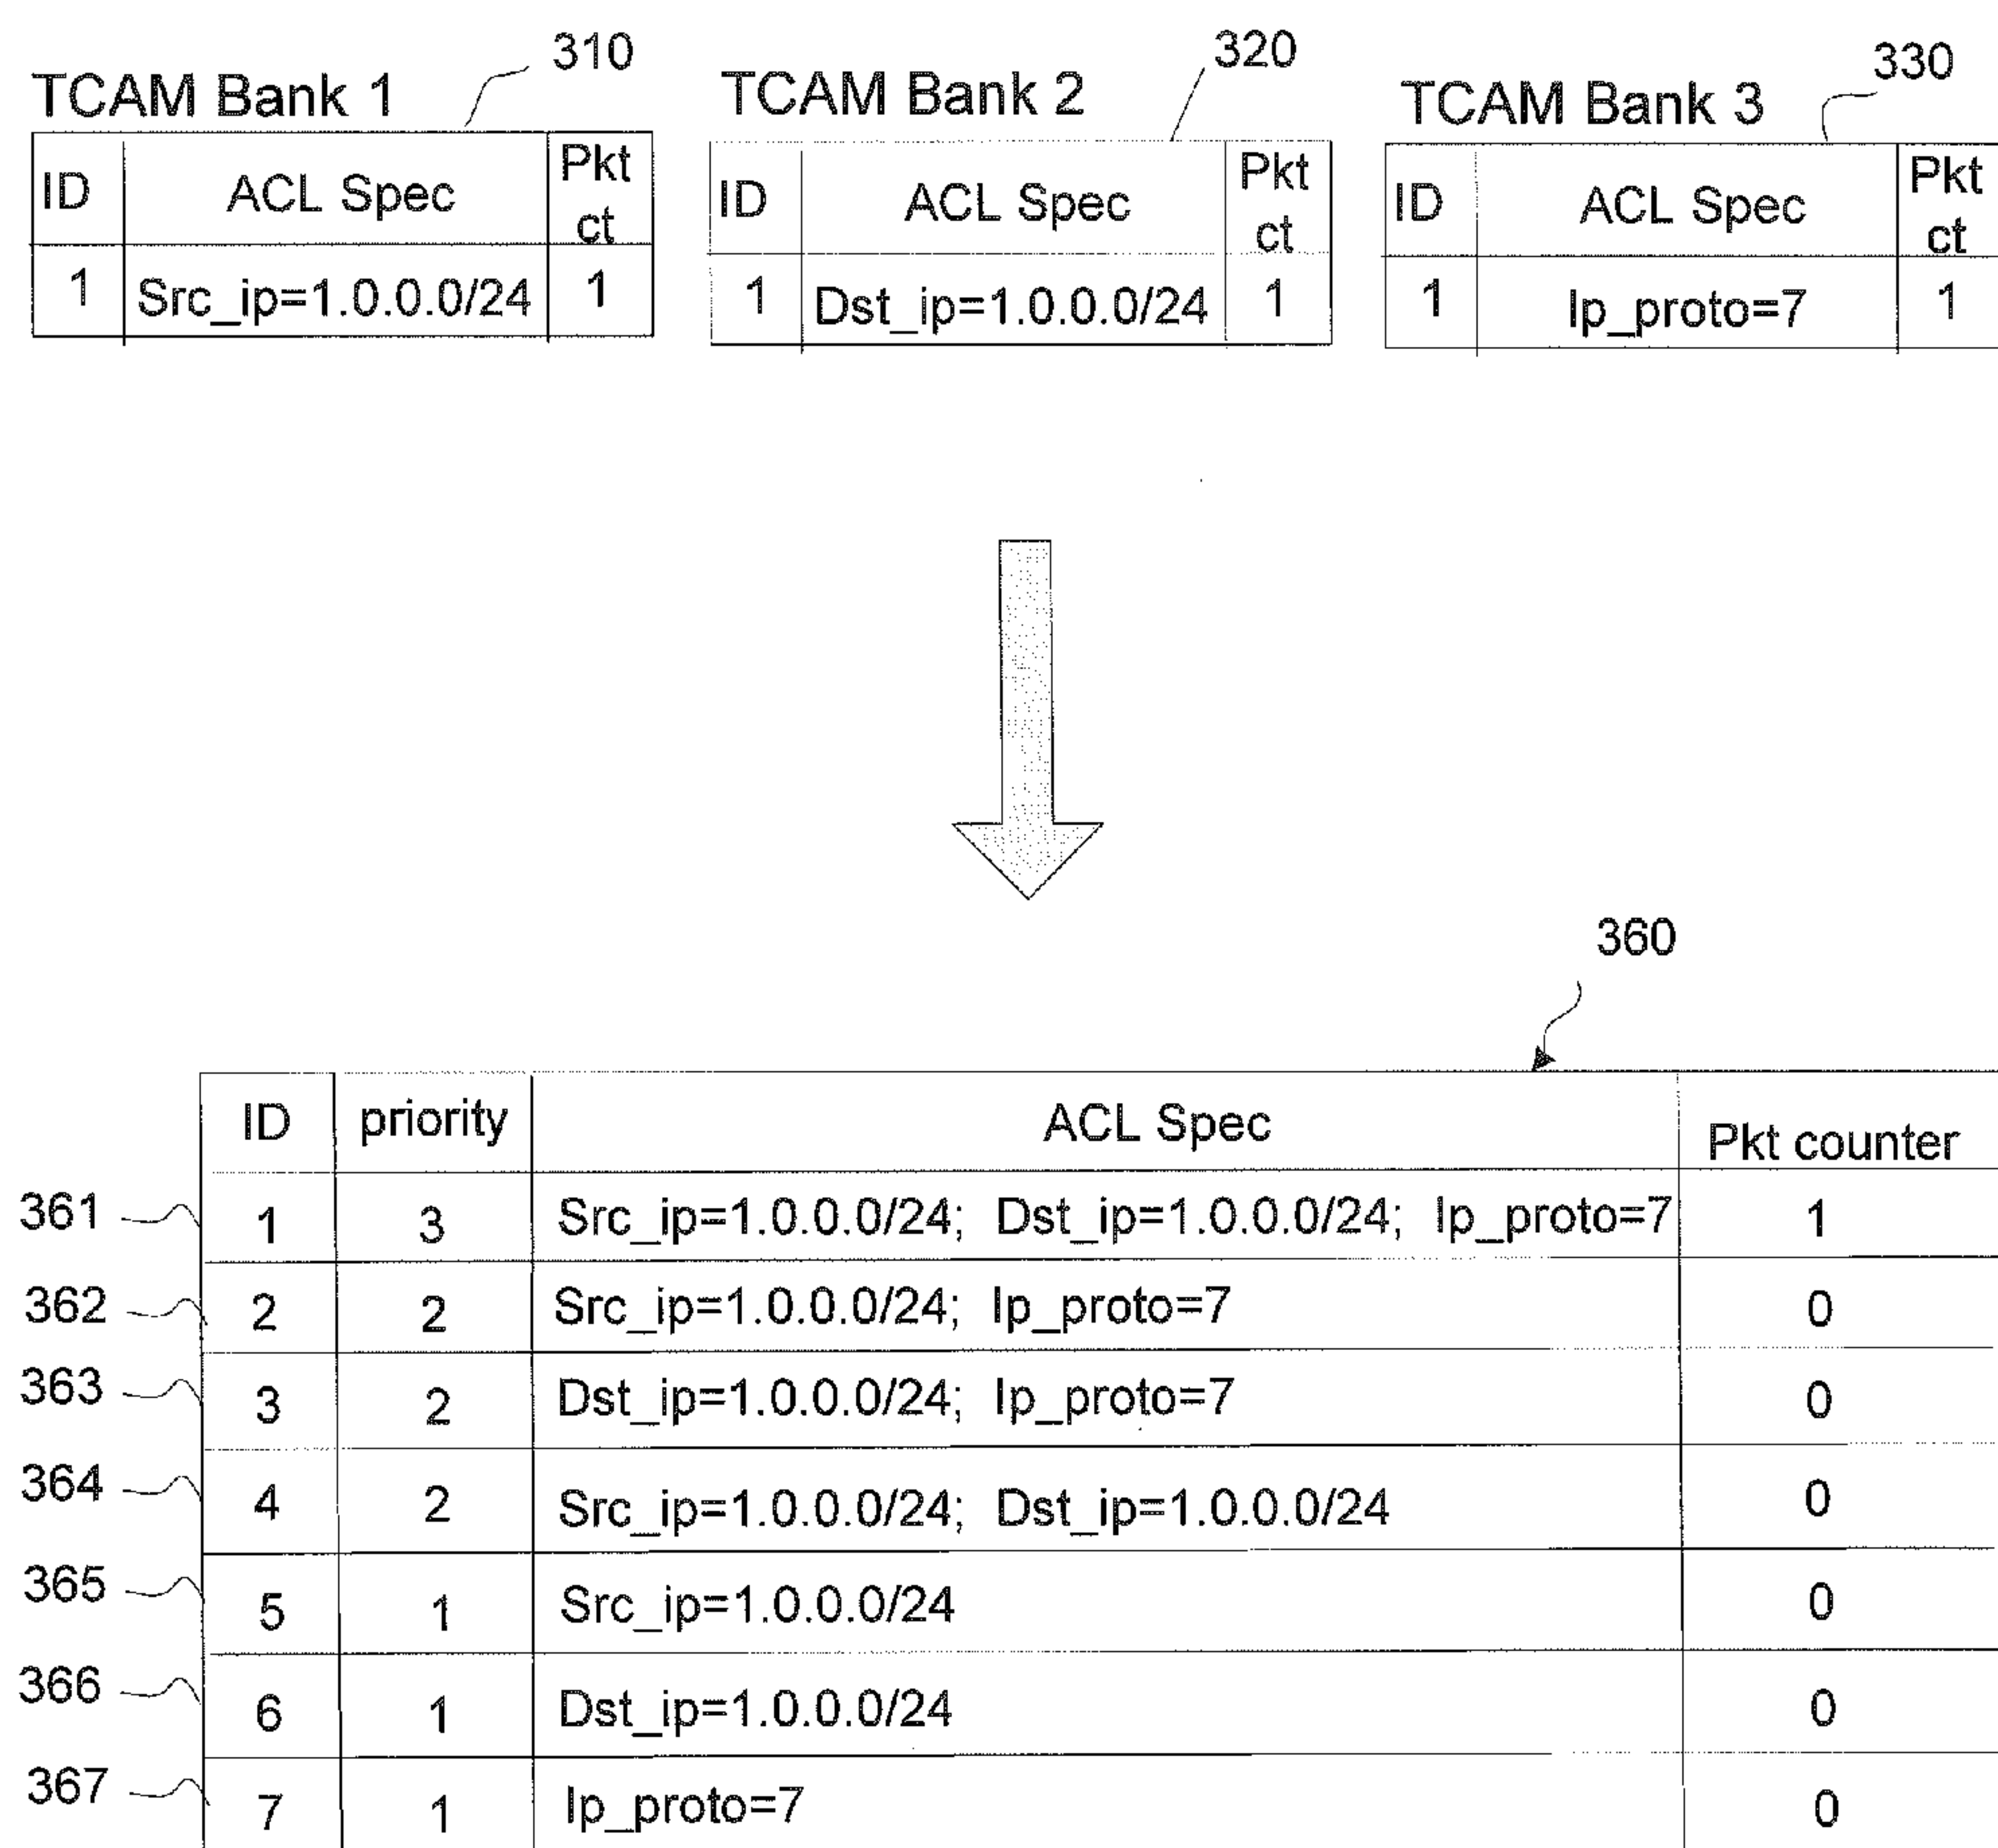 310
TCAM Bank 1
ID ACL Spec Pkt ct
1 Src_ip=1.0.0.0/24 1
320
TCAM Bank 2
ID ACL Spec Pkt ct
1 Dst_ip=1.0.0.0/24 1
330
TCAM Bank 3
ID ACL Spec Pkt ct
1 Ip_proto=7 1
360
ID priority ACL Spec Pkt counter
361 1 3 Src_ip=1.0.0.0/24; Dst_ip=1.0.0.0/24; Ip_proto=7 1
362 2 2 Src_ip=1.0.0.0/24; Ip_proto=7 0
363 3 2 Dst_ip=1.0.0.0/24; Ip_proto=7 0
364 4 2 Src_ip=1.0.0.0/24; Dst_ip=1.0.0.0/24 0
365 5 1 Src_ip=1.0.0.0/24 0
366 6 1 Dst_ip=1.0.0.0/24 0
367 7 1 Ip_proto=7 0